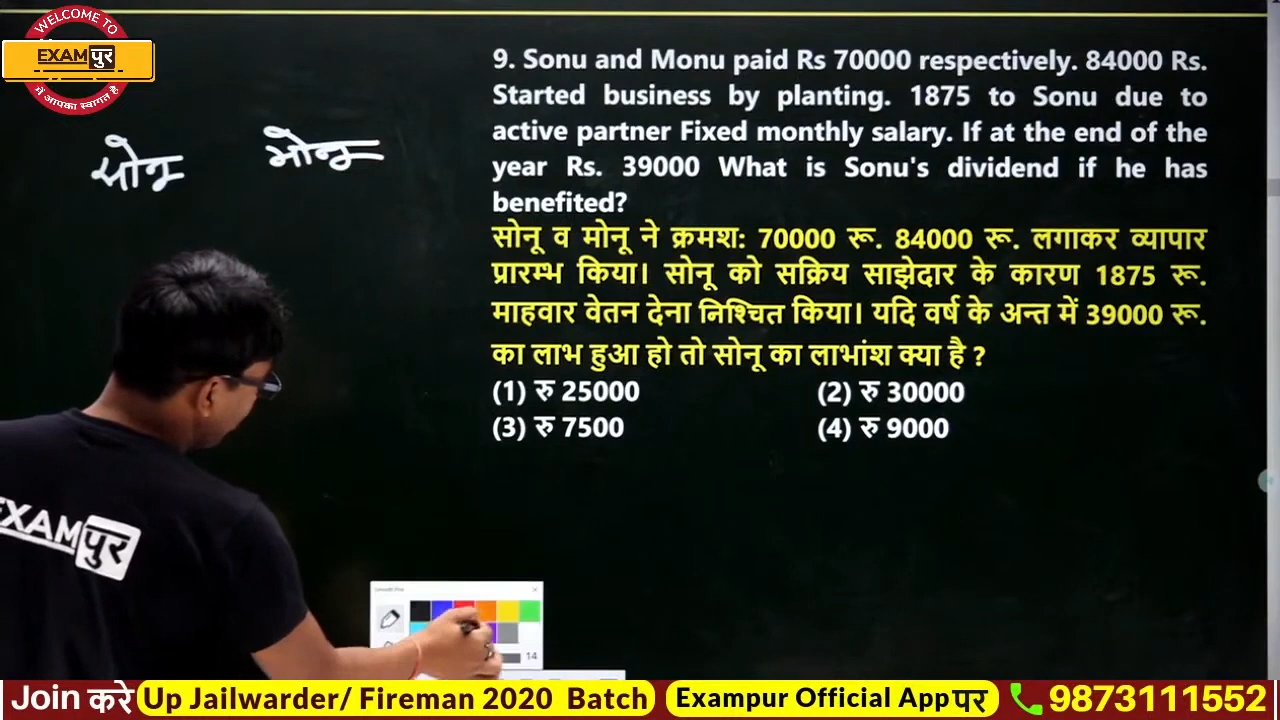 WELCOME TO
EXAMपुर
में आपका स्वागत है
सोनू मोनू
9. Sonu and Monu paid Rs 70000 respectively. 84000 Rs.
Started business by planting. 1875 to Sonu due to
active partner Fixed monthly salary. If at the end of the
year Rs. 39000 What is Sonu's dividend if he has
benefited?
सोनू व मोनू ने क्रमश: 70000 रू. 84000 रू. लगाकर व्यापार
प्रारम्भ किया। सोनू को सक्रिय साझेदार के कारण 1875 रू.
माहवार वेतन देना निश्चित किया। यदि वर्ष के अन्त में 39000 रू.
का लाभ हुआ हो तो सोनू का लाभांश क्या है ?
(1) रु 25000 (2) रु 30000
(3) रु 7500 (4) रु 9000
EXAMपुर
14
Join करे Up Jailwarder/ Fireman 2020 Batch Exampur Official App पर 9873111552